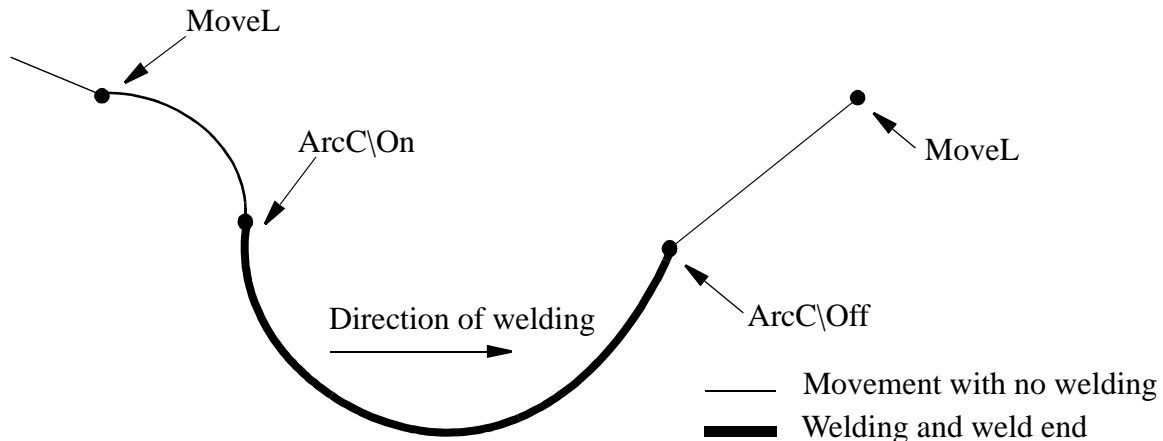 MoveL
ArcC\On
MoveL
Direction of welding
ArcC\Off
Movement with no welding
Welding and weld end